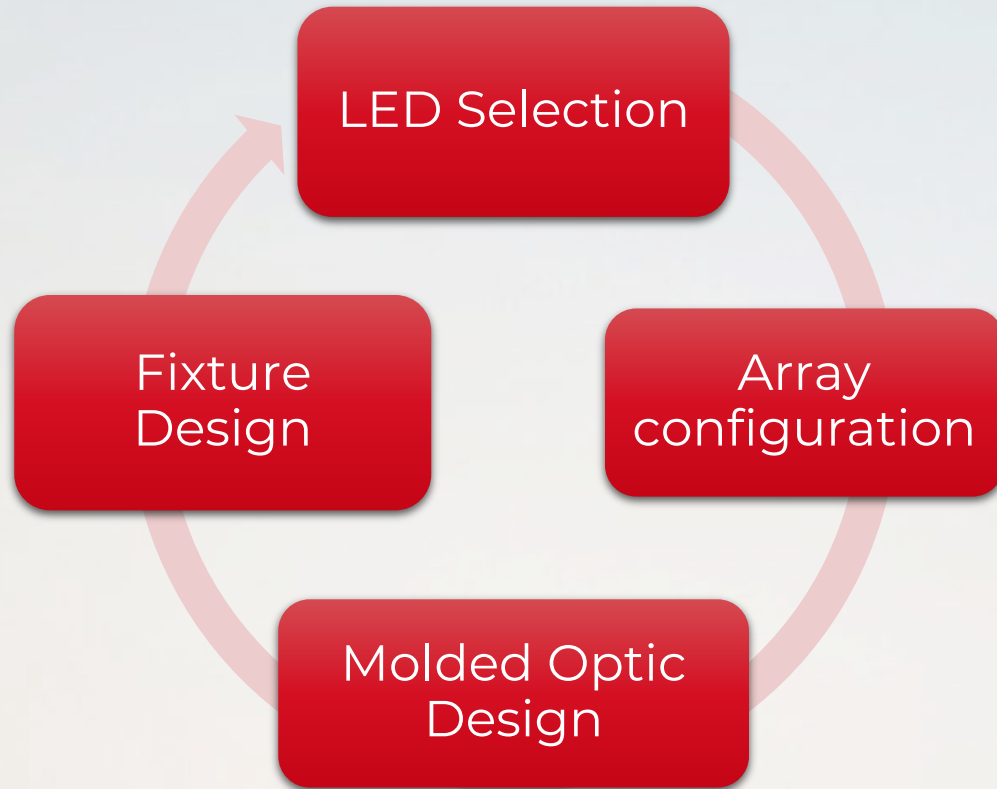 LED Selection
Array
configuration
Molded Optic
Design
Fixture
Design